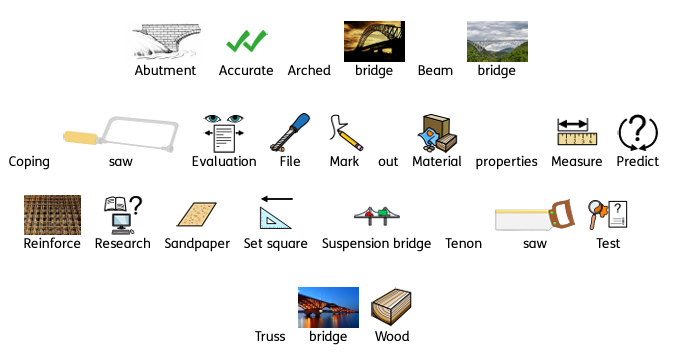 Abutment Accurate Arched bridge Beam bridge
Coping saw Evaluation File Mark out Material properties Measure Predict
Reinforce Research Sandpaper Set square Suspension bridge Tenon saw Test
Truss bridge Wood